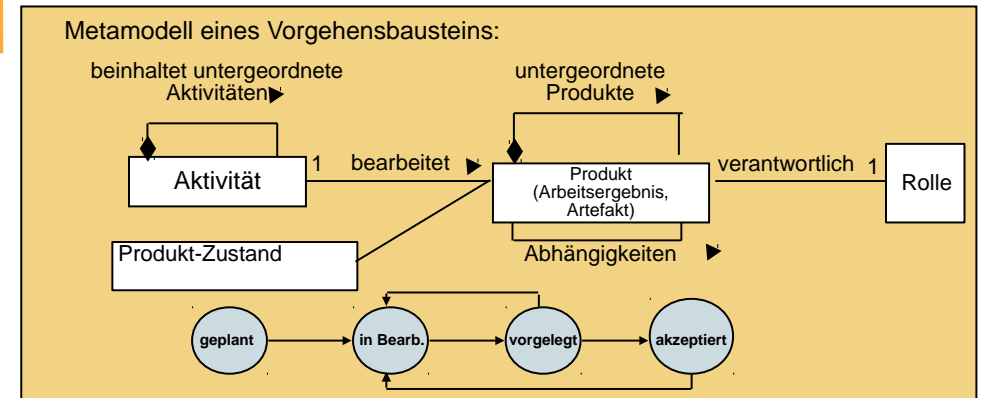 Metamodell eines Vorgehensbausteins:
beinhaltet untergeordnete
Aktivitäten
untergeordnete
Produkte
Aktivität
1
bearbeitet
Produkt
(Arbeitsergebnis,
Artefakt)
verantwortlich
1
Rolle
Produkt-Zustand
Abhängigkeiten
geplant
in Bearb.
vorgelegt
akzeptiert